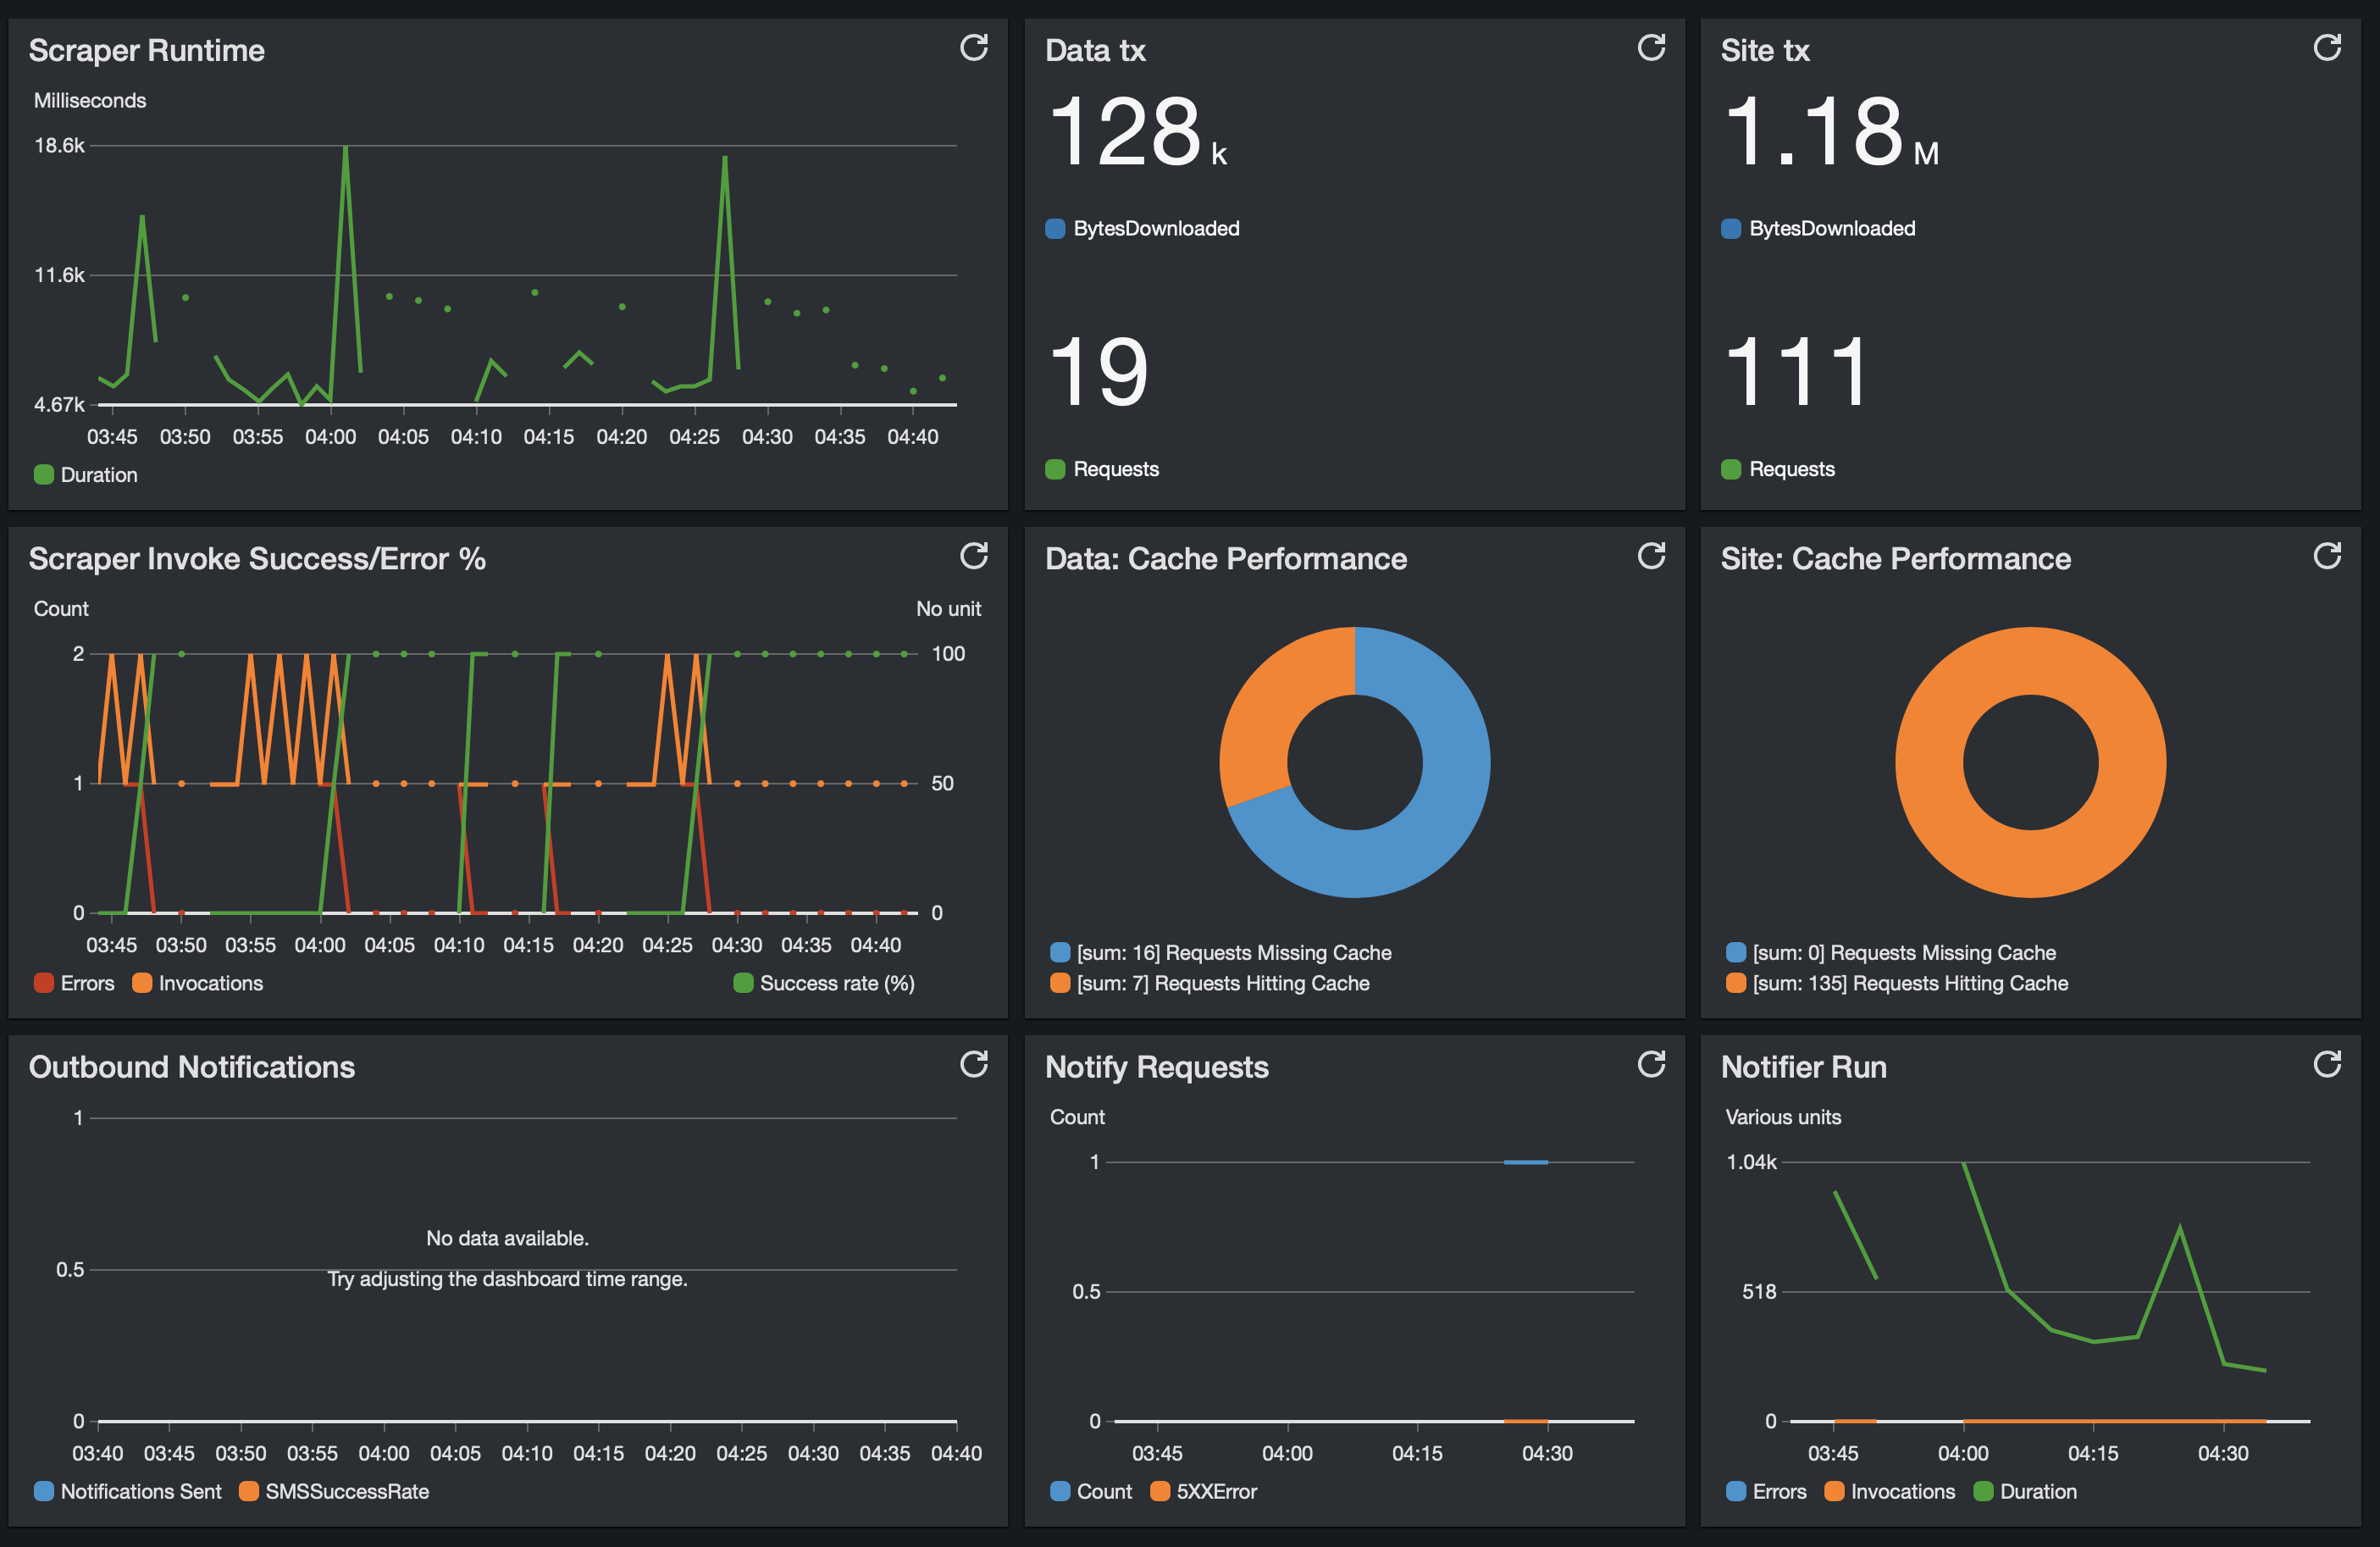 Scraper Runtime
Milliseconds
18.6k
11.6k
4.67k
03:45 03:50 03:55 04:00 04:05 04:10 04:15 04:20 04:25 04:30 04:35 04:40
Duration
Data tx
128 k
BytesDownloaded
19
Requests
Site tx
1.18 M
BytesDownloaded
111
Requests
Scraper Invoke Success/Error %
Count No unit
2 100
1 50
0 0
03:45 03:50 03:55 04:00 04:05 04:10 04:15 04:20 04:25 04:30 04:35 04:40
Errors Invocations Success rate (%)
Data: Cache Performance
[sum: 16] Requests Missing Cache
[sum: 7] Requests Hitting Cache
Site: Cache Performance
[sum: 0] Requests Missing Cache
[sum: 135] Requests Hitting Cache
Outbound Notifications
1
No data available.
0.5
Try adjusting the dashboard time range.
0
03:40 03:45 03:50 03:55 04:00 04:05 04:10 04:15 04:20 04:25 04:30 04:35 04:40
Notifications Sent SMSSuccessRate
Notify Requests
Count
1
0.5
0
03:45 04:00 04:15 04:30
Count 5XXError
Notifier Run
Various units
1.04k
518
0
03:45 04:00 04:15 04:30
Errors Invocations Duration